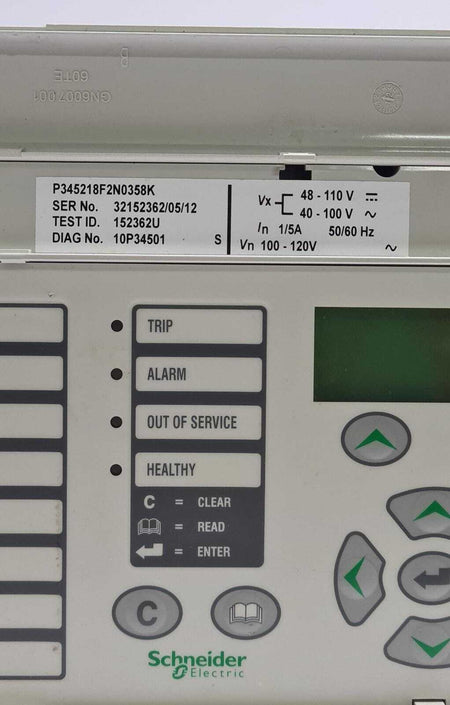 B
60TE
GN6007 001
P345218F2N0358K
SER No. 32152362/05/12
TEST ID. 152362U
DIAG No. 10P34501 S
Vx 48 - 110 V ⎓
40 - 100 V ∿
In 1/5A 50/60 Hz
Vn 100 - 120V ∿
TRIP
ALARM
OUT OF SERVICE
HEALTHY
C = CLEAR
= READ
= ENTER
C
Schneider
Electric